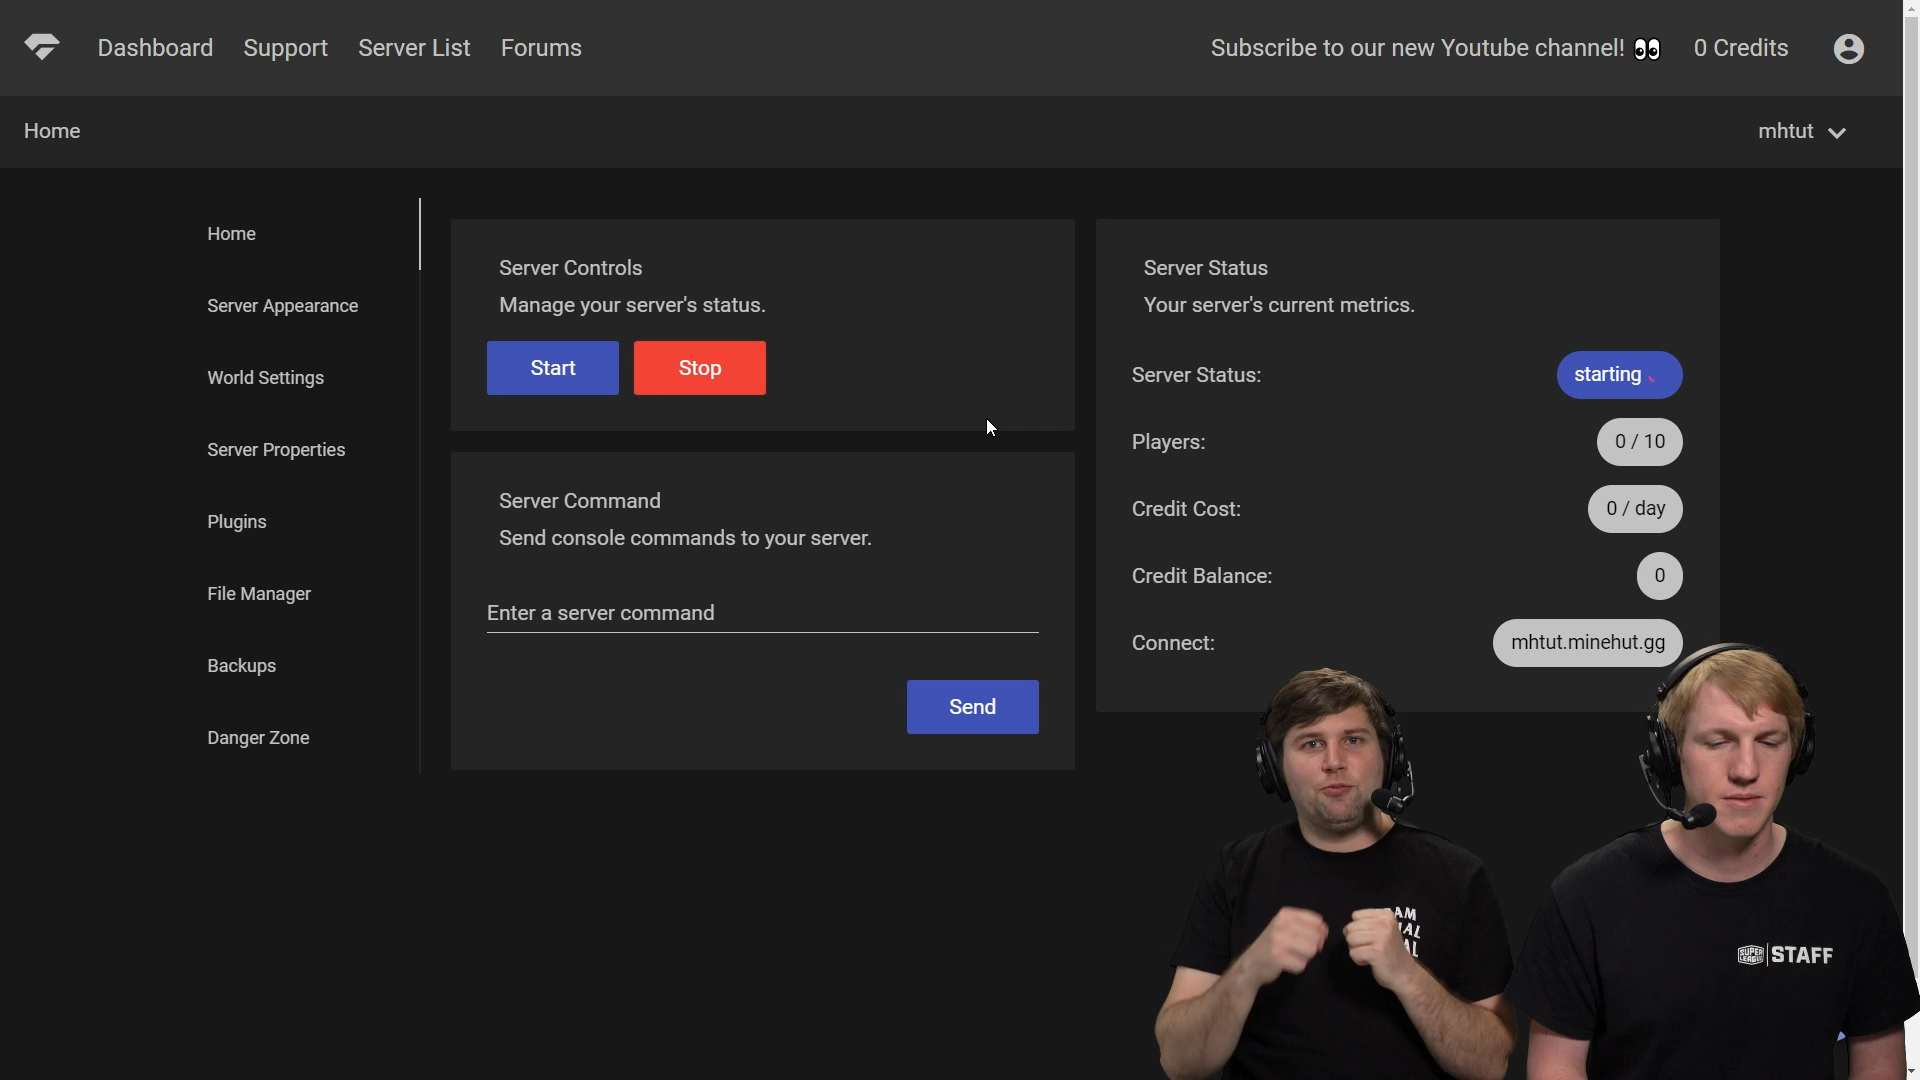 Dashboard Support Server List Forums Subscribe to our new Youtube channel! 👀 0 Credits
Home mhtut
Home
Server Appearance
World Settings
Server Properties
Plugins
File Manager
Backups
Danger Zone
Server Controls
Manage your server's status.
Start Stop
Server Command
Send console commands to your server.
Enter a server command
Send
Server Status
Your server's current metrics.
Server Status: starting
Players: 0 / 10
Credit Cost: 0 / day
Credit Balance: 0
Connect: mhtut.minehut.gg
SUPER LEAGUE STAFF